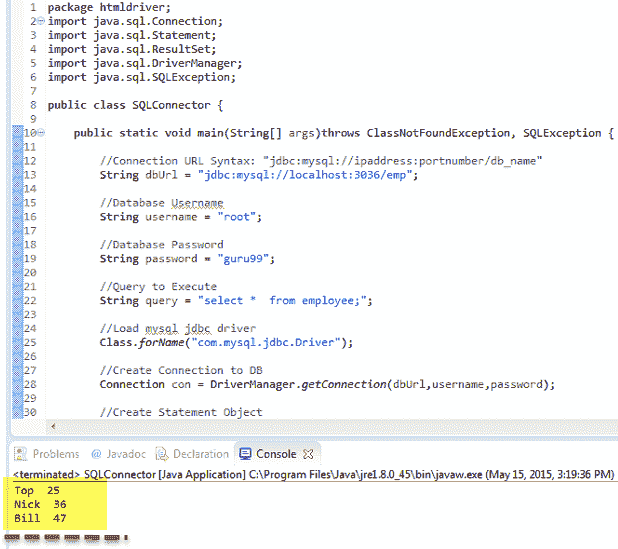 1 package htmldriver;
2 import java.sql.Connection;
3 import java.sql.Statement;
4 import java.sql.ResultSet;
5 import java.sql.DriverManager;
6 import java.sql.SQLException;
7
8 public class SQLConnector {
9
10 public static void main(String[] args)throws ClassNotFoundException, SQLException {
11
12 //Connection URL Syntax: "jdbc:mysql://ipaddress:portnumber/db_name"
13 String dbUrl = "jdbc:mysql://localhost:3036/emp";
14
15 //Database Username
16 String username = "root";
17
18 //Database Password
19 String password = "guru99";
20
21 //Query to Execute
22 String query = "select *  from employee;";
23
24 //Load mysql jdbc driver
25 Class.forName("com.mysql.jdbc.Driver");
26
27 //Create Connection to DB
28 Connection con = DriverManager.getConnection(dbUrl,username,password);
29
30 //Create Statement Object
Problems @ Javadoc Declaration Console
<terminated> SQLConnector [Java Application] C:\Program Files\Java\jre1.8.0_45\bin\javaw.exe (May 15, 2015, 3:19:36 PM)
Top 25
Nick 36
Bill 47